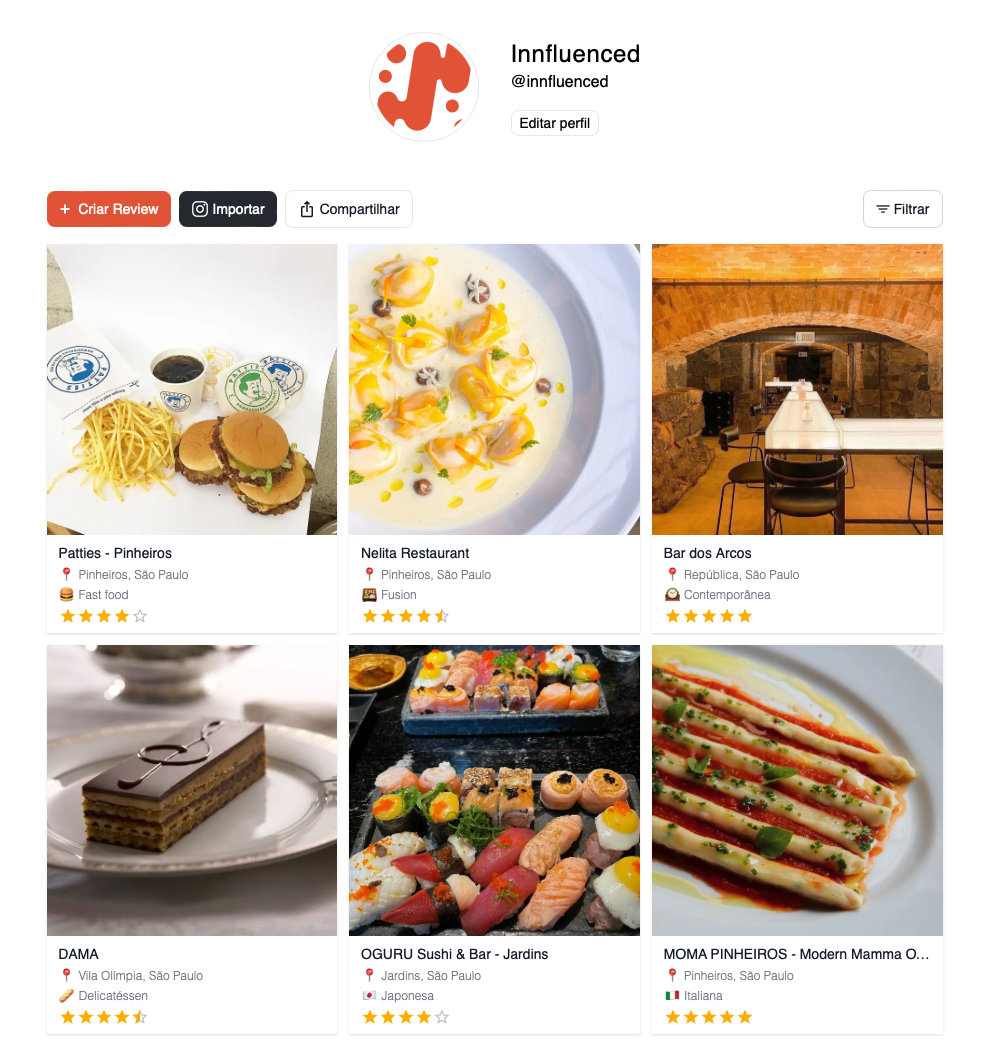 Innfluenced
@innfluenced
Editar perfil
+ Criar Review
Importar
Compartilhar
Filtrar
PATTIES
PATTIES
Patties - Pinheiros
Pinheiros, São Paulo
Fast food
Nelita Restaurant
Pinheiros, São Paulo
Fusion
Bar dos Arcos
República, São Paulo
Contemporânea
DAMA
Vila Olímpia, São Paulo
Delicatéssen
OGURU Sushi & Bar - Jardins
Jardins, São Paulo
Japonesa
MOMA PINHEIROS - Modern Mamma O...
Pinheiros, São Paulo
Italiana